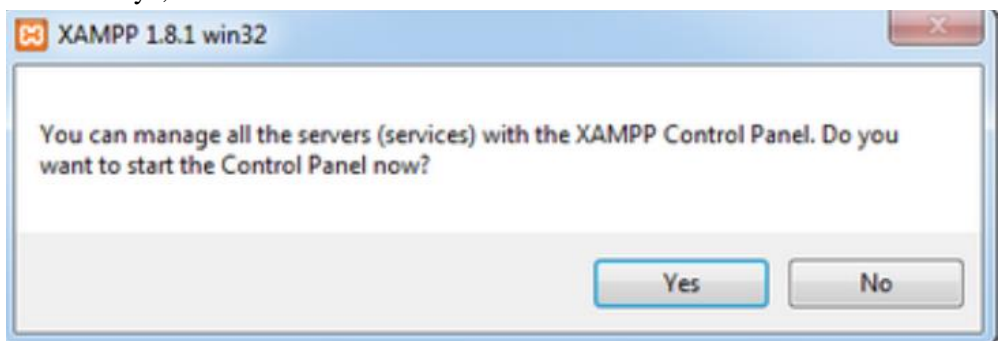 XAMPP 1.8.1 win32
You can manage all the servers (services) with the XAMPP Control Panel. Do you
want to start the Control Panel now?
Yes
No